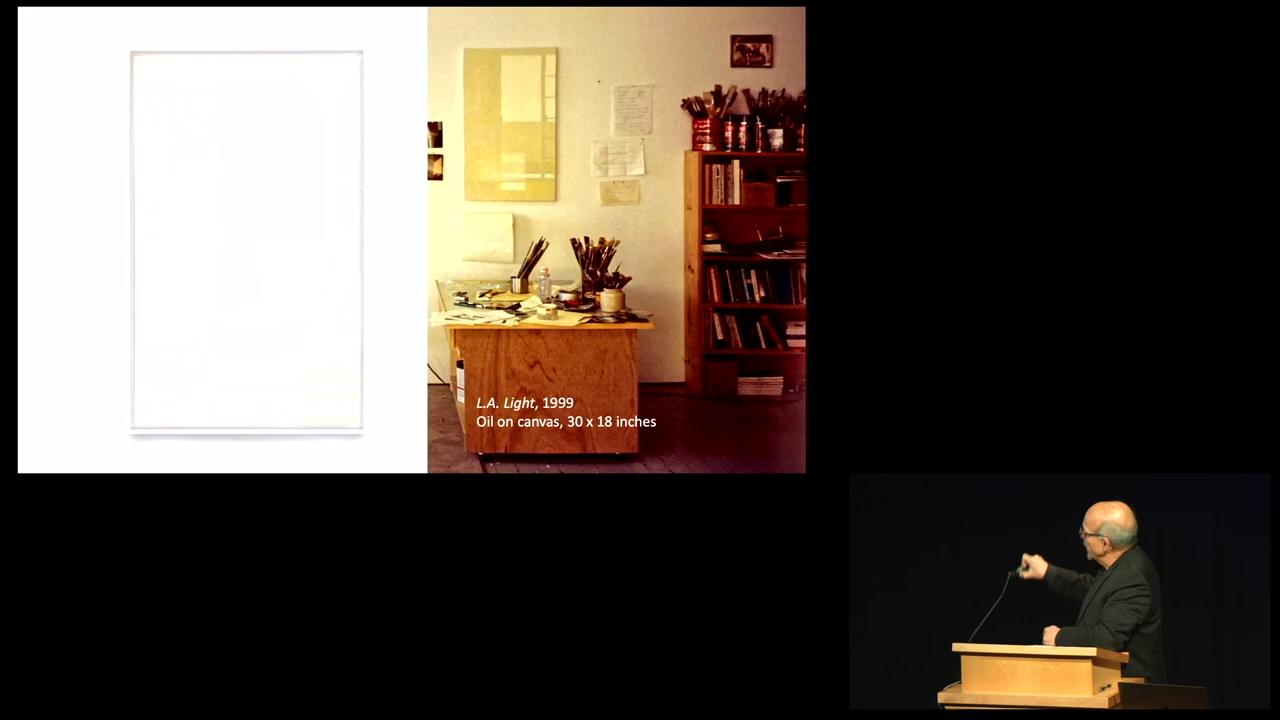 L.A. Light, 1999
Oil on canvas, 30 x 18 inches